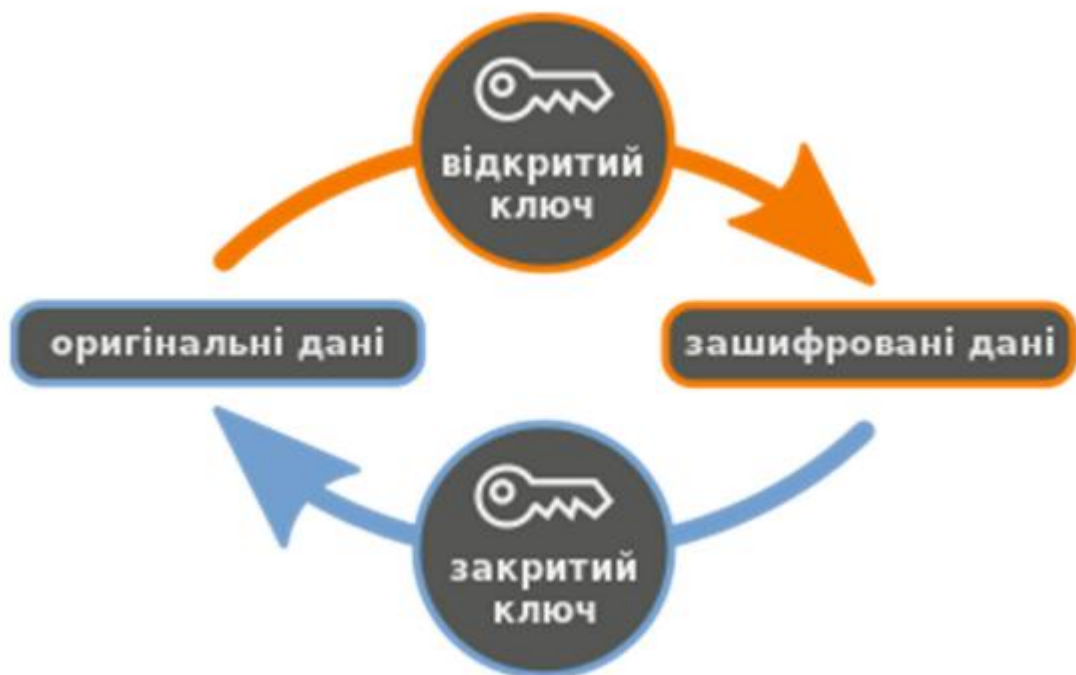 відкритий
ключ
оригінальні дані
зашифровані дані
закритий
ключ